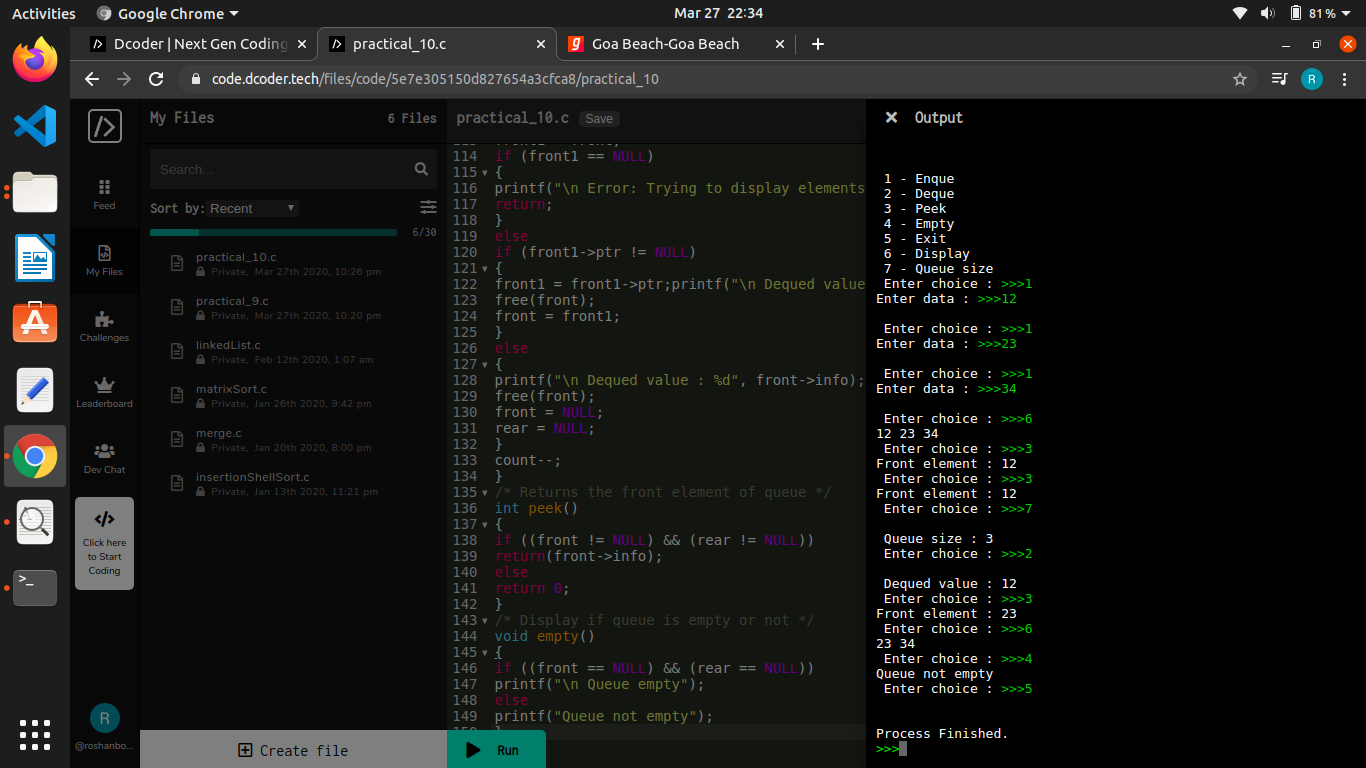 Activities
Google Chrome
Mar 27 22:34
81%
Dcoder | Next Gen Coding
practical_10.c
Goa Beach-Goa Beach
code.dcoder.tech/files/code/5e7e305150d827654a3cfca8/practical_10
R
Feed
My Files
Challenges
Leaderboard
Dev Chat
Click here
to Start
Coding
R
@roshanbo...
My Files
6 Files
Search...
Sort by: Recent
6/30
practical_10.c
Private, Mar 27th 2020, 10:26 pm
practical_9.c
Private, Mar 27th 2020, 10:20 pm
linkedList.c
Private, Feb 12th 2020, 1:07 am
matrixSort.c
Private, Jan 26th 2020, 9:42 pm
merge.c
Private, Jan 20th 2020, 8:00 pm
insertionShellSort.c
Private, Jan 13th 2020, 11:21 pm
Create file
practical_10.c Save
114 if (front1 == NULL)
115 {
116 printf("\n Error: Trying to display elements
117 return;
118 }
119 else
120 if (front1->ptr != NULL)
121 {
122 front1 = front1->ptr;printf("\n Dequed value
123 free(front);
124 front = front1;
125 }
126 else
127 {
128 printf("\n Dequed value : %d", front->info);
129 free(front);
130 front = NULL;
131 rear = NULL;
132 }
133 count--;
134 }
135 /* Returns the front element of queue */
136 int peek()
137 {
138 if ((front != NULL) && (rear != NULL))
139 return(front->info);
140 else
141 return 0;
142 }
143 /* Display if queue is empty or not */
144 void empty()
145 {
146 if ((front == NULL) && (rear == NULL))
147 printf("\n Queue empty");
148 else
149 printf("Queue not empty");
Run
Output
1 - Enque
2 - Deque
3 - Peek
4 - Empty
5 - Exit
6 - Display
7 - Queue size
Enter choice : >>>1
Enter data : >>>12
Enter choice : >>>1
Enter data : >>>23
Enter choice : >>>1
Enter data : >>>34
Enter choice : >>>6
12 23 34
Enter choice : >>>3
Front element : 12
Enter choice : >>>3
Front element : 12
Enter choice : >>>7
Queue size : 3
Enter choice : >>>2
Dequed value : 12
Enter choice : >>>3
Front element : 23
Enter choice : >>>6
23 34
Enter choice : >>>4
Queue not empty
Enter choice : >>>5
Process Finished.
>>>